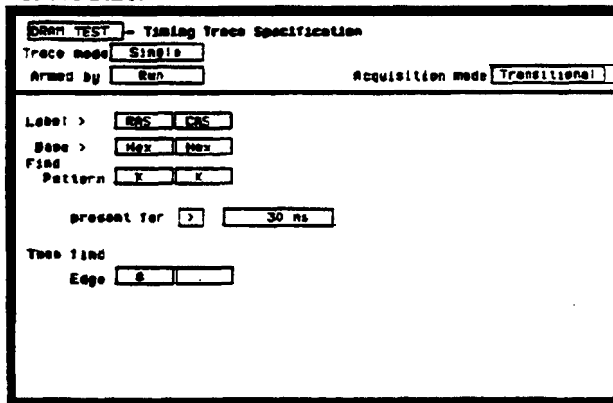 DRAM TEST - Timing Trace Specification
Trace mode Single
Armed by Run Acquisition mode Transitional
Label > RAS CAS
Base > Hex Hex
Find
Pattern X X
present for > 30 ns
Then find
Edge .